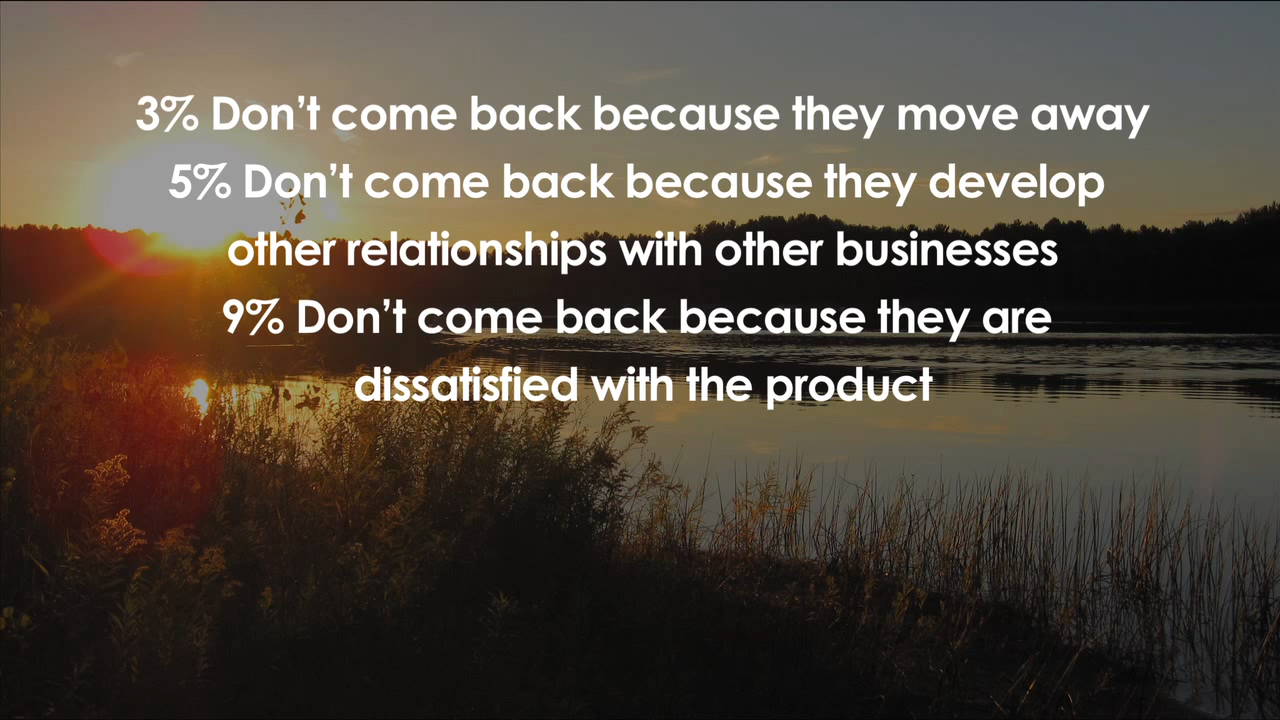 3% Don’t come back because they move away
5% Don’t come back because they develop
other relationships with other businesses
9% Don’t come back because they are
dissatisfied with the product